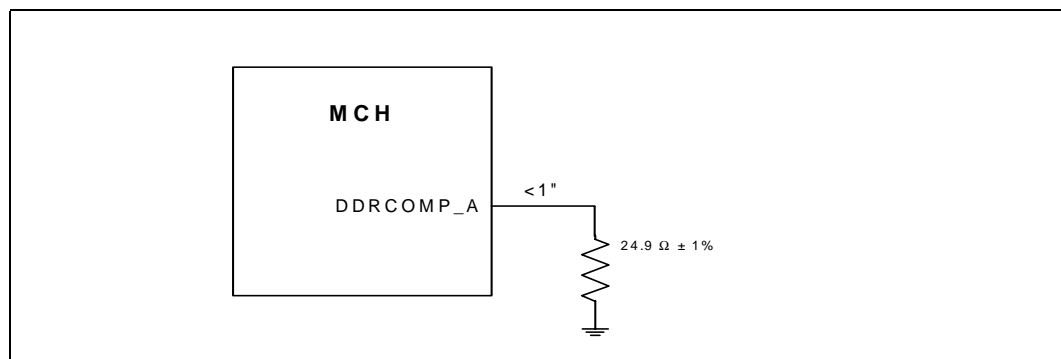 MCH
<1"
DDRCOMP_A
24.9 Ω ± 1%